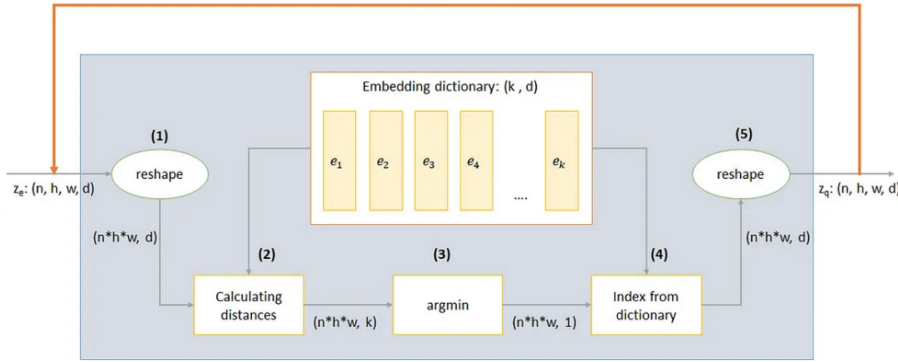 Embedding dictionary: (k , d)
e₁ e₂ e₃ e₄ .... eₖ
(1)
reshape
zₑ: (n, h, w, d)
(n*h*w, d)
(2)
Calculating
distances
(n*h*w, k)
(3)
argmin
(n*h*w, 1)
(4)
Index from
dictionary
(n*h*w, d)
(5)
reshape
z_q: (n, h, w, d)